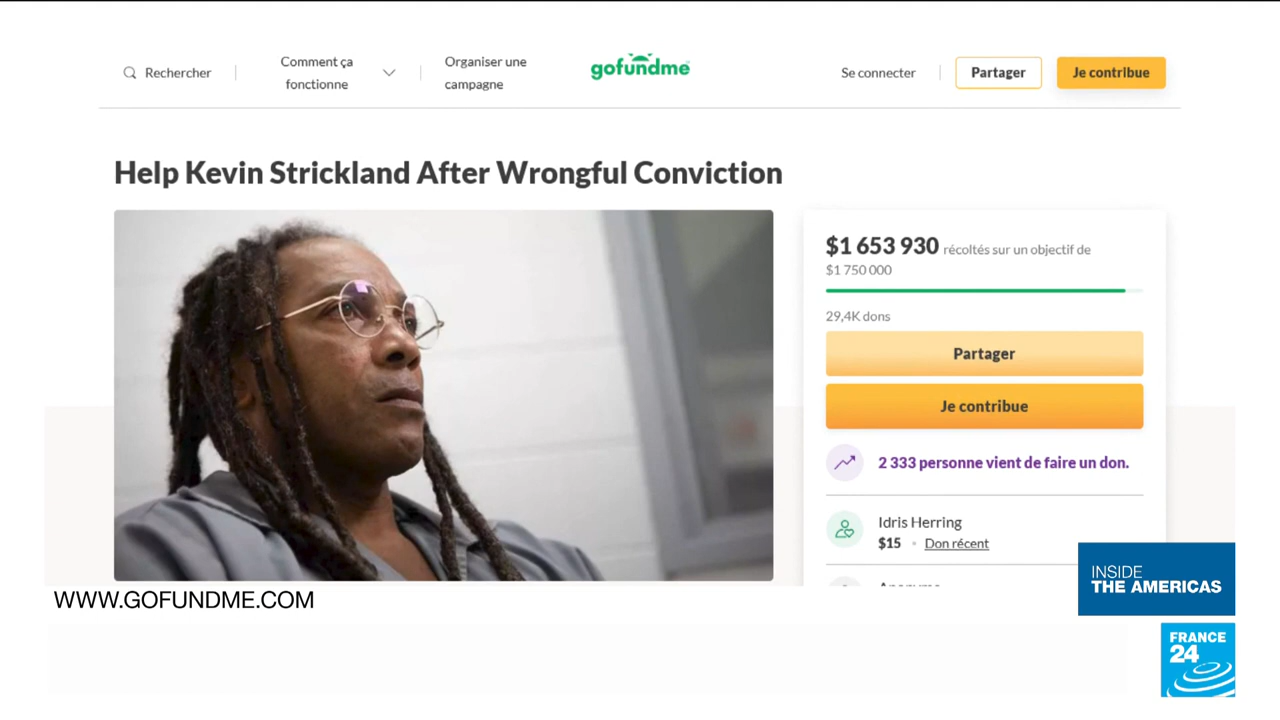 Rechercher
Comment ça
fonctionne
Organiser une
campagne
gofundme
Se connecter
Partager
Je contribue
Help Kevin Strickland After Wrongful Conviction
$1 653 930 récoltés sur un objectif de
$1 750 000
29,4K dons
Partager
Je contribue
2 333 personne vient de faire un don.
Idris Herring
$15 • Don récent
INSIDE
THE AMERICAS
WWW.GOFUNDME.COM
FRANCE
24